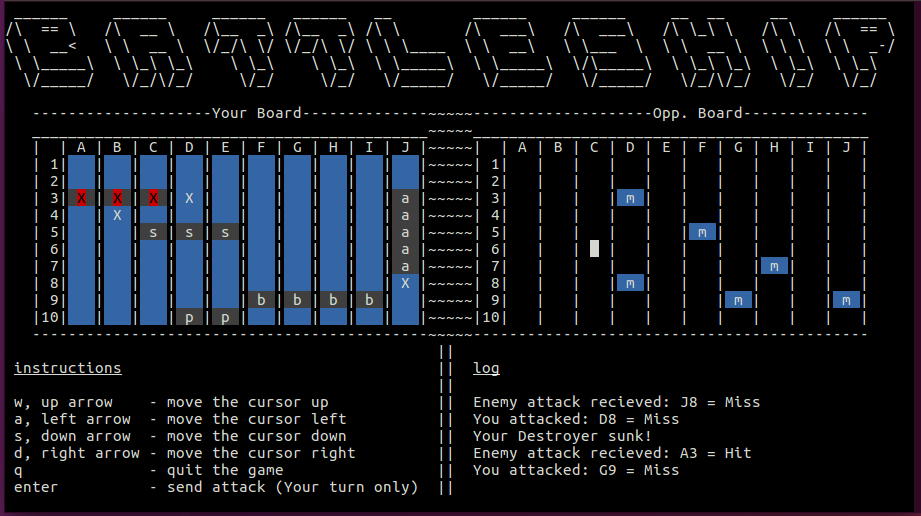 BATTLESHIP
--------------------Your Board--------------~~~~~--------------------Opp. Board--------------
| | A | B | C | D | E | F | G | H | I | J |~~~~~| | A | B | C | D | E | F | G | H | I | J |
| 1| | | | | | | | | | |~~~~~| 1| | | | | | | | | | |
| 2| | | | | | | | | | |~~~~~| 2| | | | | | | | | | |
| 3| X | X | X | X | | | | | | a |~~~~~| 3| | | | m | | | | | | |
| 4| | X | | | | | | | | a |~~~~~| 4| | | | | | | | | | |
| 5| | | s | s | s | | | | | a |~~~~~| 5| | | | | | m | | | | |
| 6| | | | | | | | | | a |~~~~~| 6| | | | | | | | | | |
| 7| | | | | | | | | | a |~~~~~| 7| | | | | | | | m | | |
| 8| | | | | | | | | | X |~~~~~| 8| | | | m | | | | | | |
| 9| | | | | | b | b | b | b | |~~~~~| 9| | | | | | | m | | | m |
|10| | | | p | p | | | | | |~~~~~|10| | | | | | | | | | |
instructions
w, up arrow - move the cursor up
a, left arrow - move the cursor left
s, down arrow - move the cursor down
d, right arrow - move the cursor right
q - quit the game
enter - send attack (Your turn only)
log
Enemy attack recieved: J8 = Miss
You attacked: D8 = Miss
Your Destroyer sunk!
Enemy attack recieved: A3 = Hit
You attacked: G9 = Miss